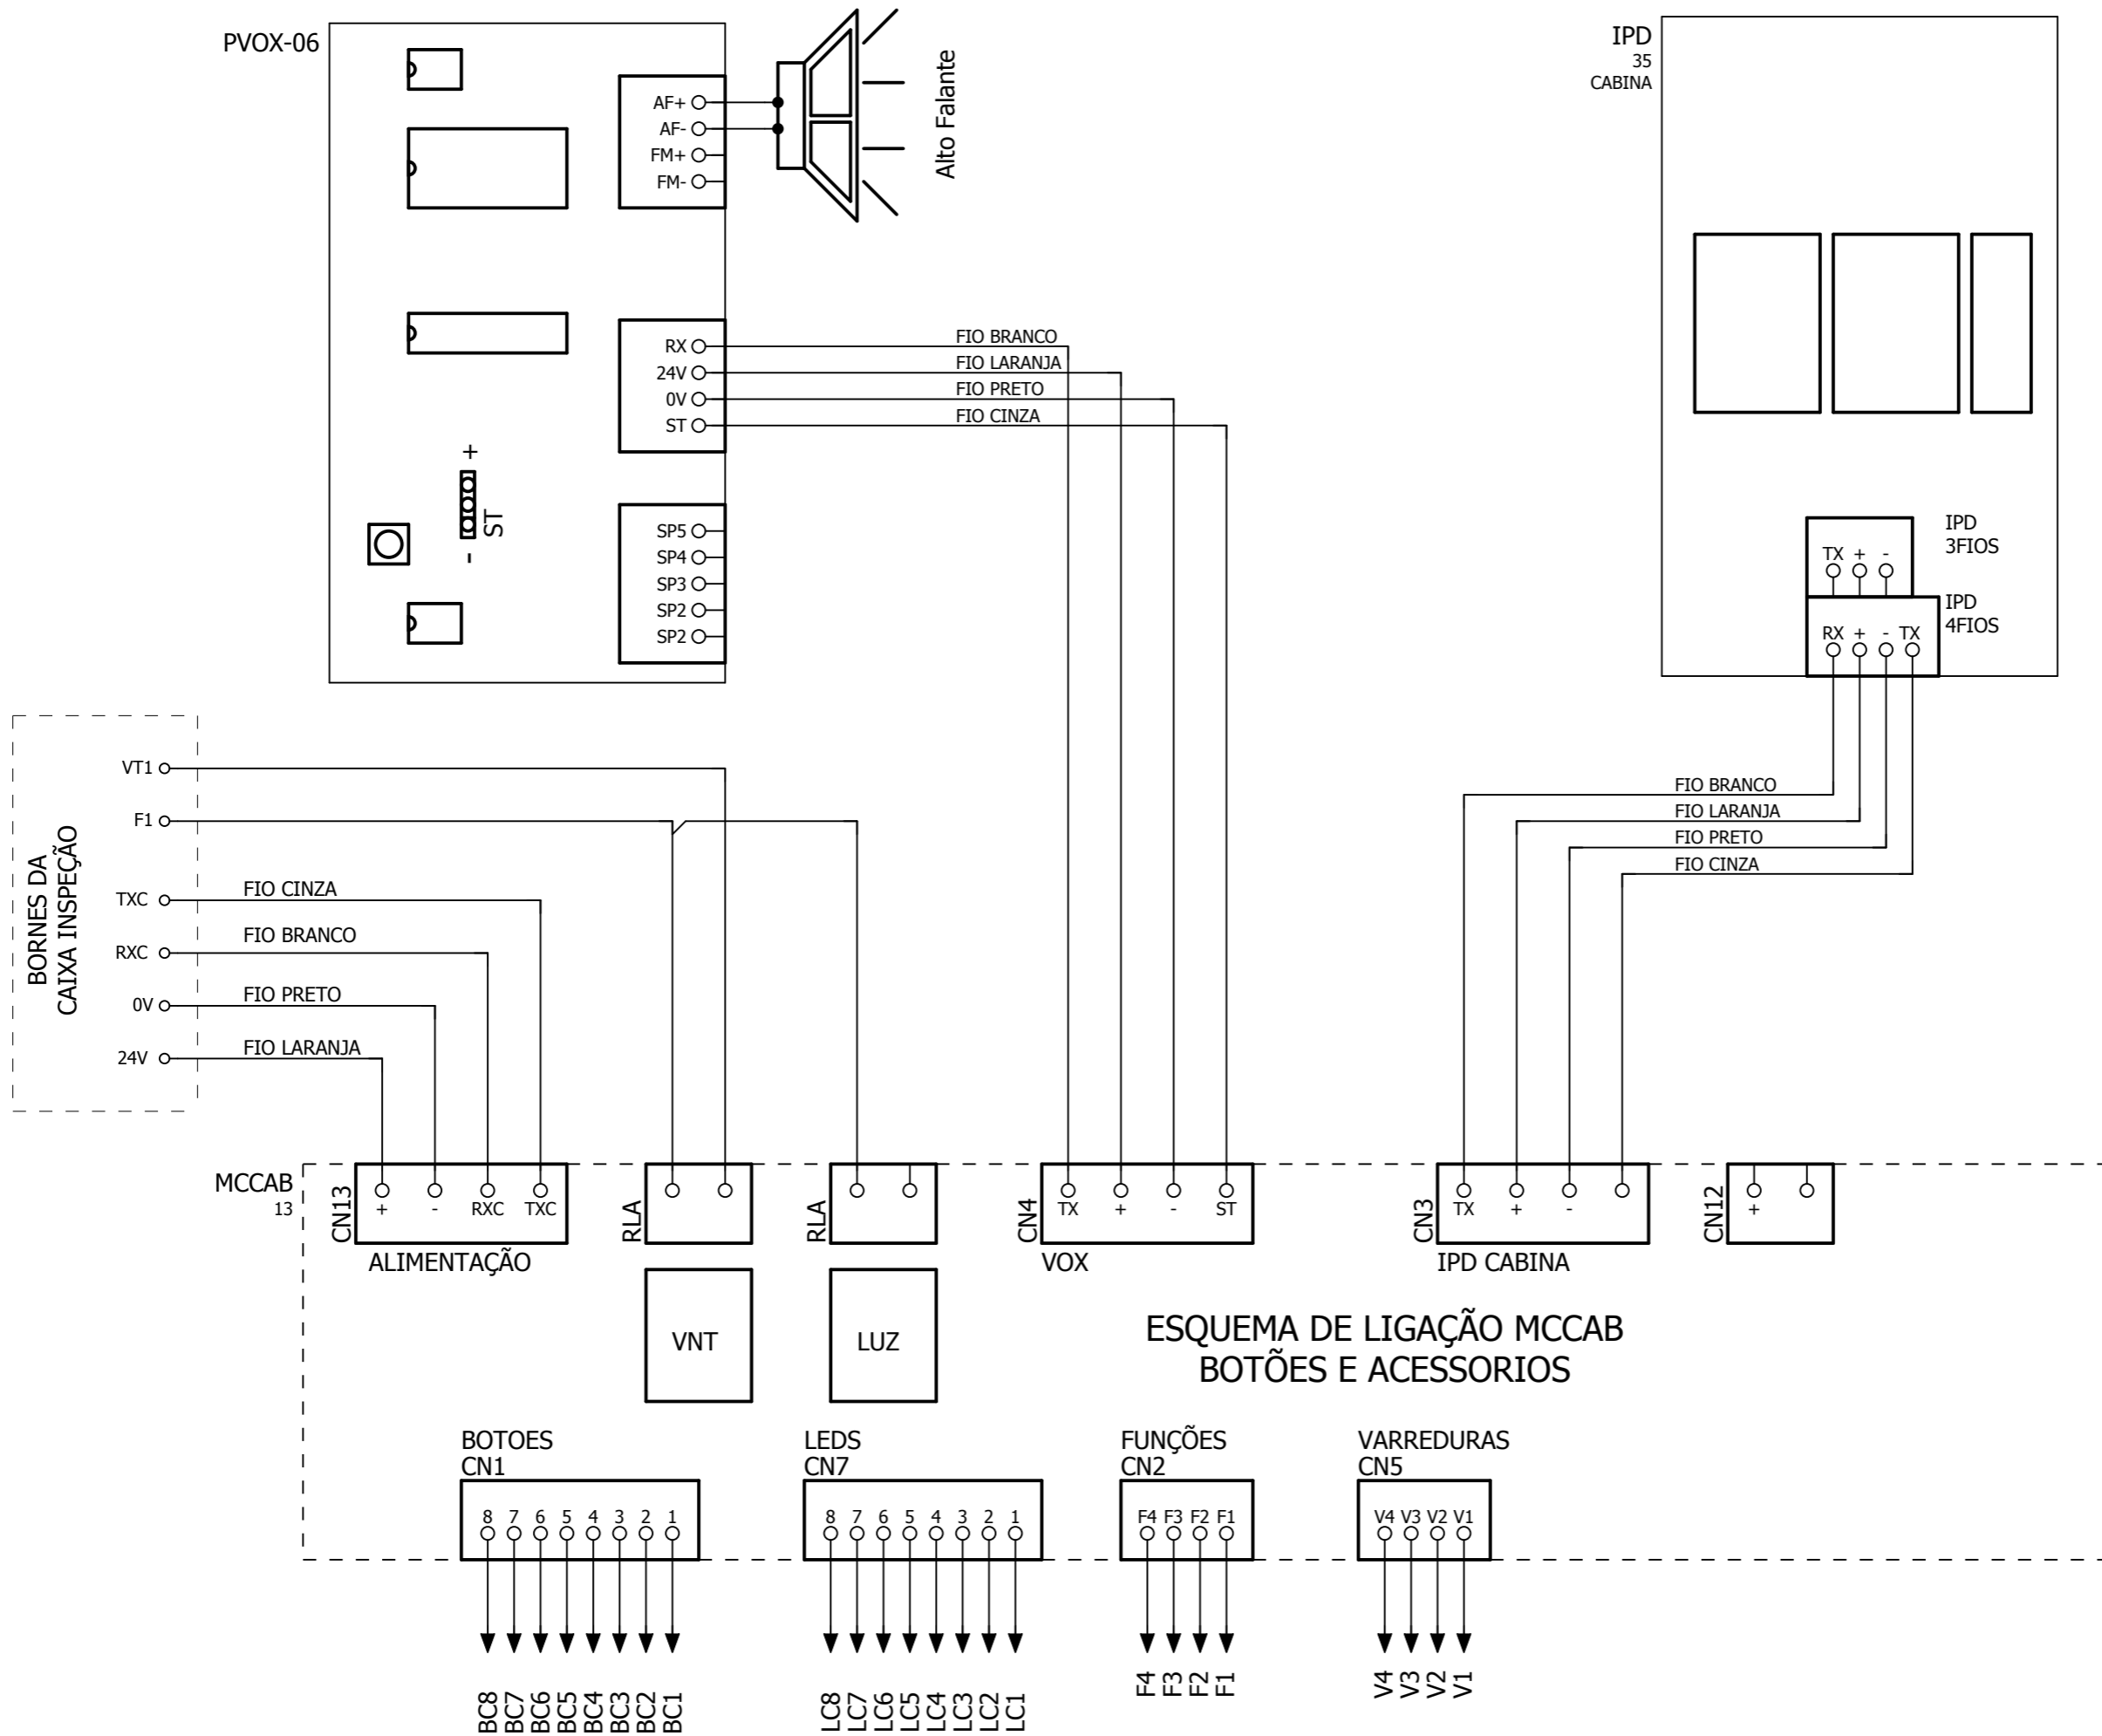 PVOX-06
AF+
AF-
FM+
FM-
Alto Falante
IPD
35
CABINA
RX
24V
0V
ST
FIO BRANCO
FIO LARANJA
FIO PRETO
FIO CINZA
+
ST
-
SP5
SP4
SP3
SP2
SP2
IPD
3FIOS
TX + -
IPD
4FIOS
RX + - TX
BORNES DA
CAIXA INSPEÇÃO
VT1
F1
TXC
RXC
0V
24V
FIO CINZA
FIO BRANCO
FIO PRETO
FIO LARANJA
FIO BRANCO
FIO LARANJA
FIO PRETO
FIO CINZA
MCCAB
13
CN13
+ - RXC TXC
ALIMENTAÇÃO
RLA
VNT
RLA
LUZ
CN4
TX + - ST
VOX
CN3
TX + -
IPD CABINA
CN12
+
ESQUEMA DE LIGAÇÃO MCCAB
BOTÕES E ACESSORIOS
BOTOES
CN1
8 7 6 5 4 3 2 1
BC8 BC7 BC6 BC5 BC4 BC3 BC2 BC1
LEDS
CN7
8 7 6 5 4 3 2 1
LC8 LC7 LC6 LC5 LC4 LC3 LC2 LC1
FUNÇÕES
CN2
F4 F3 F2 F1
F4 F3 F2 F1
VARREDURAS
CN5
V4 V3 V2 V1
V4 V3 V2 V1